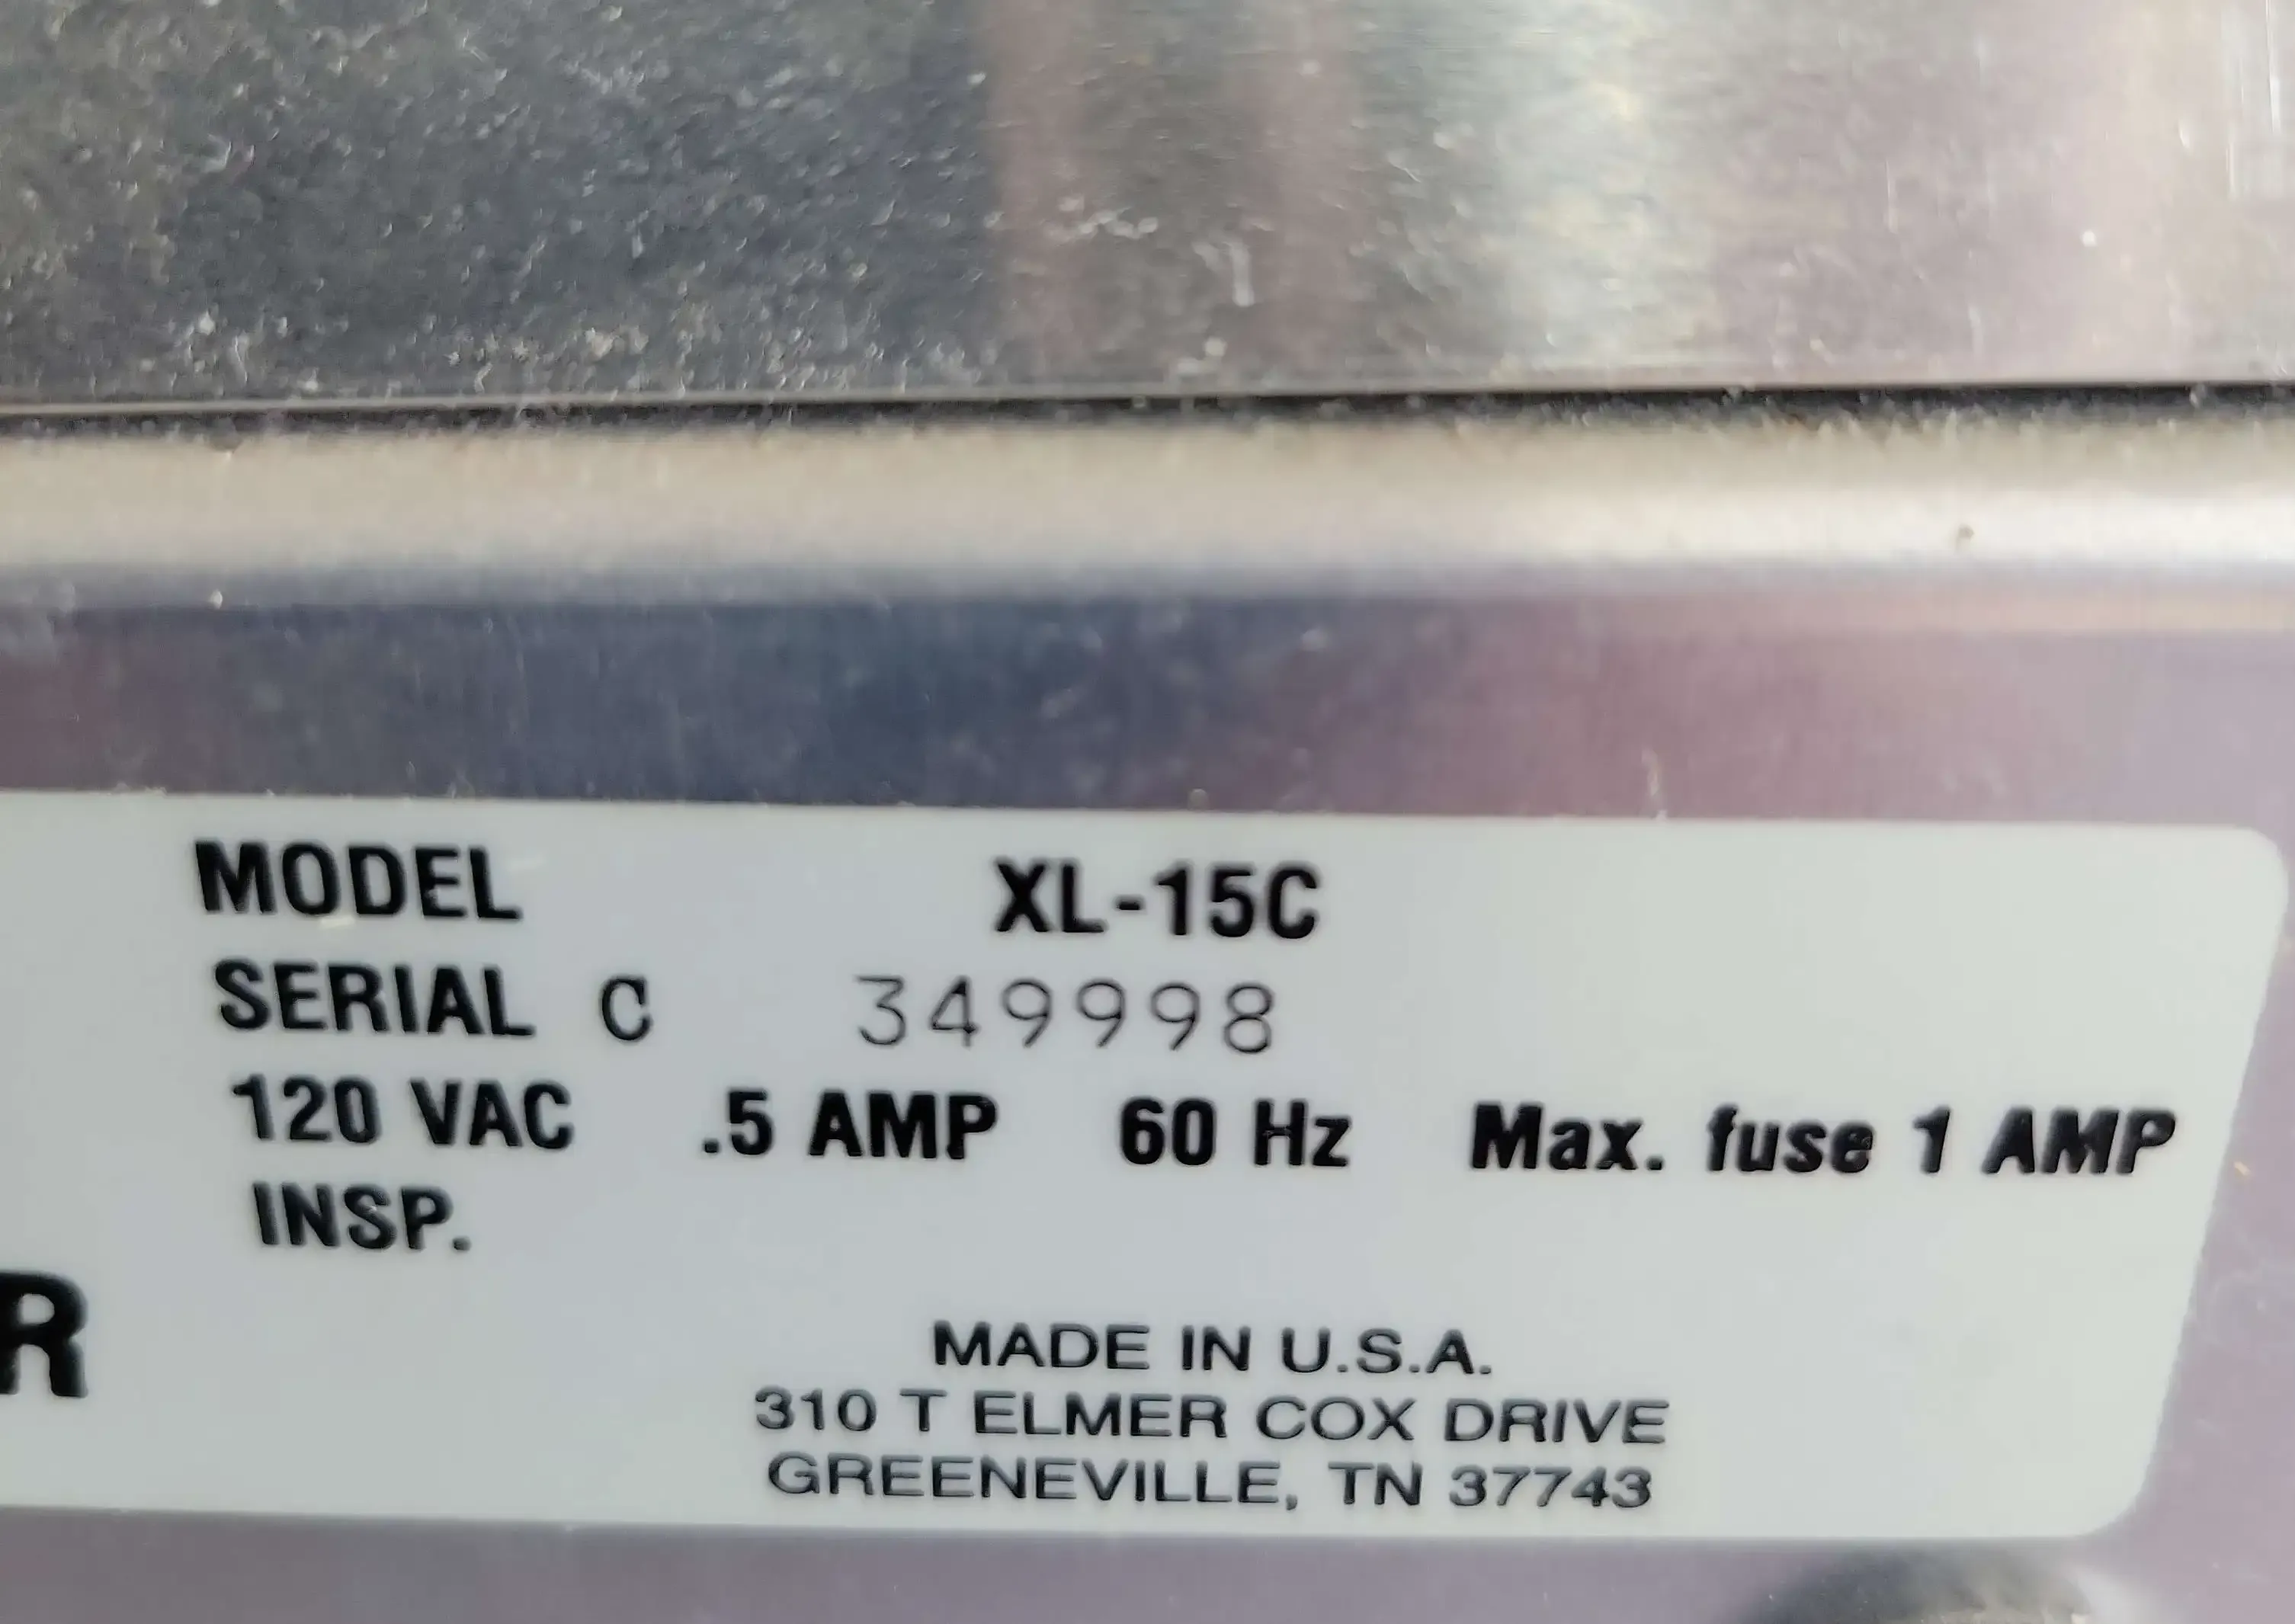 MODEL XL-15C
SERIAL C 349998
120 VAC .5 AMP 60 Hz Max. fuse 1 AMP
INSP.
R
MADE IN U.S.A.
310 T ELMER COX DRIVE
GREENEVILLE, TN 37743